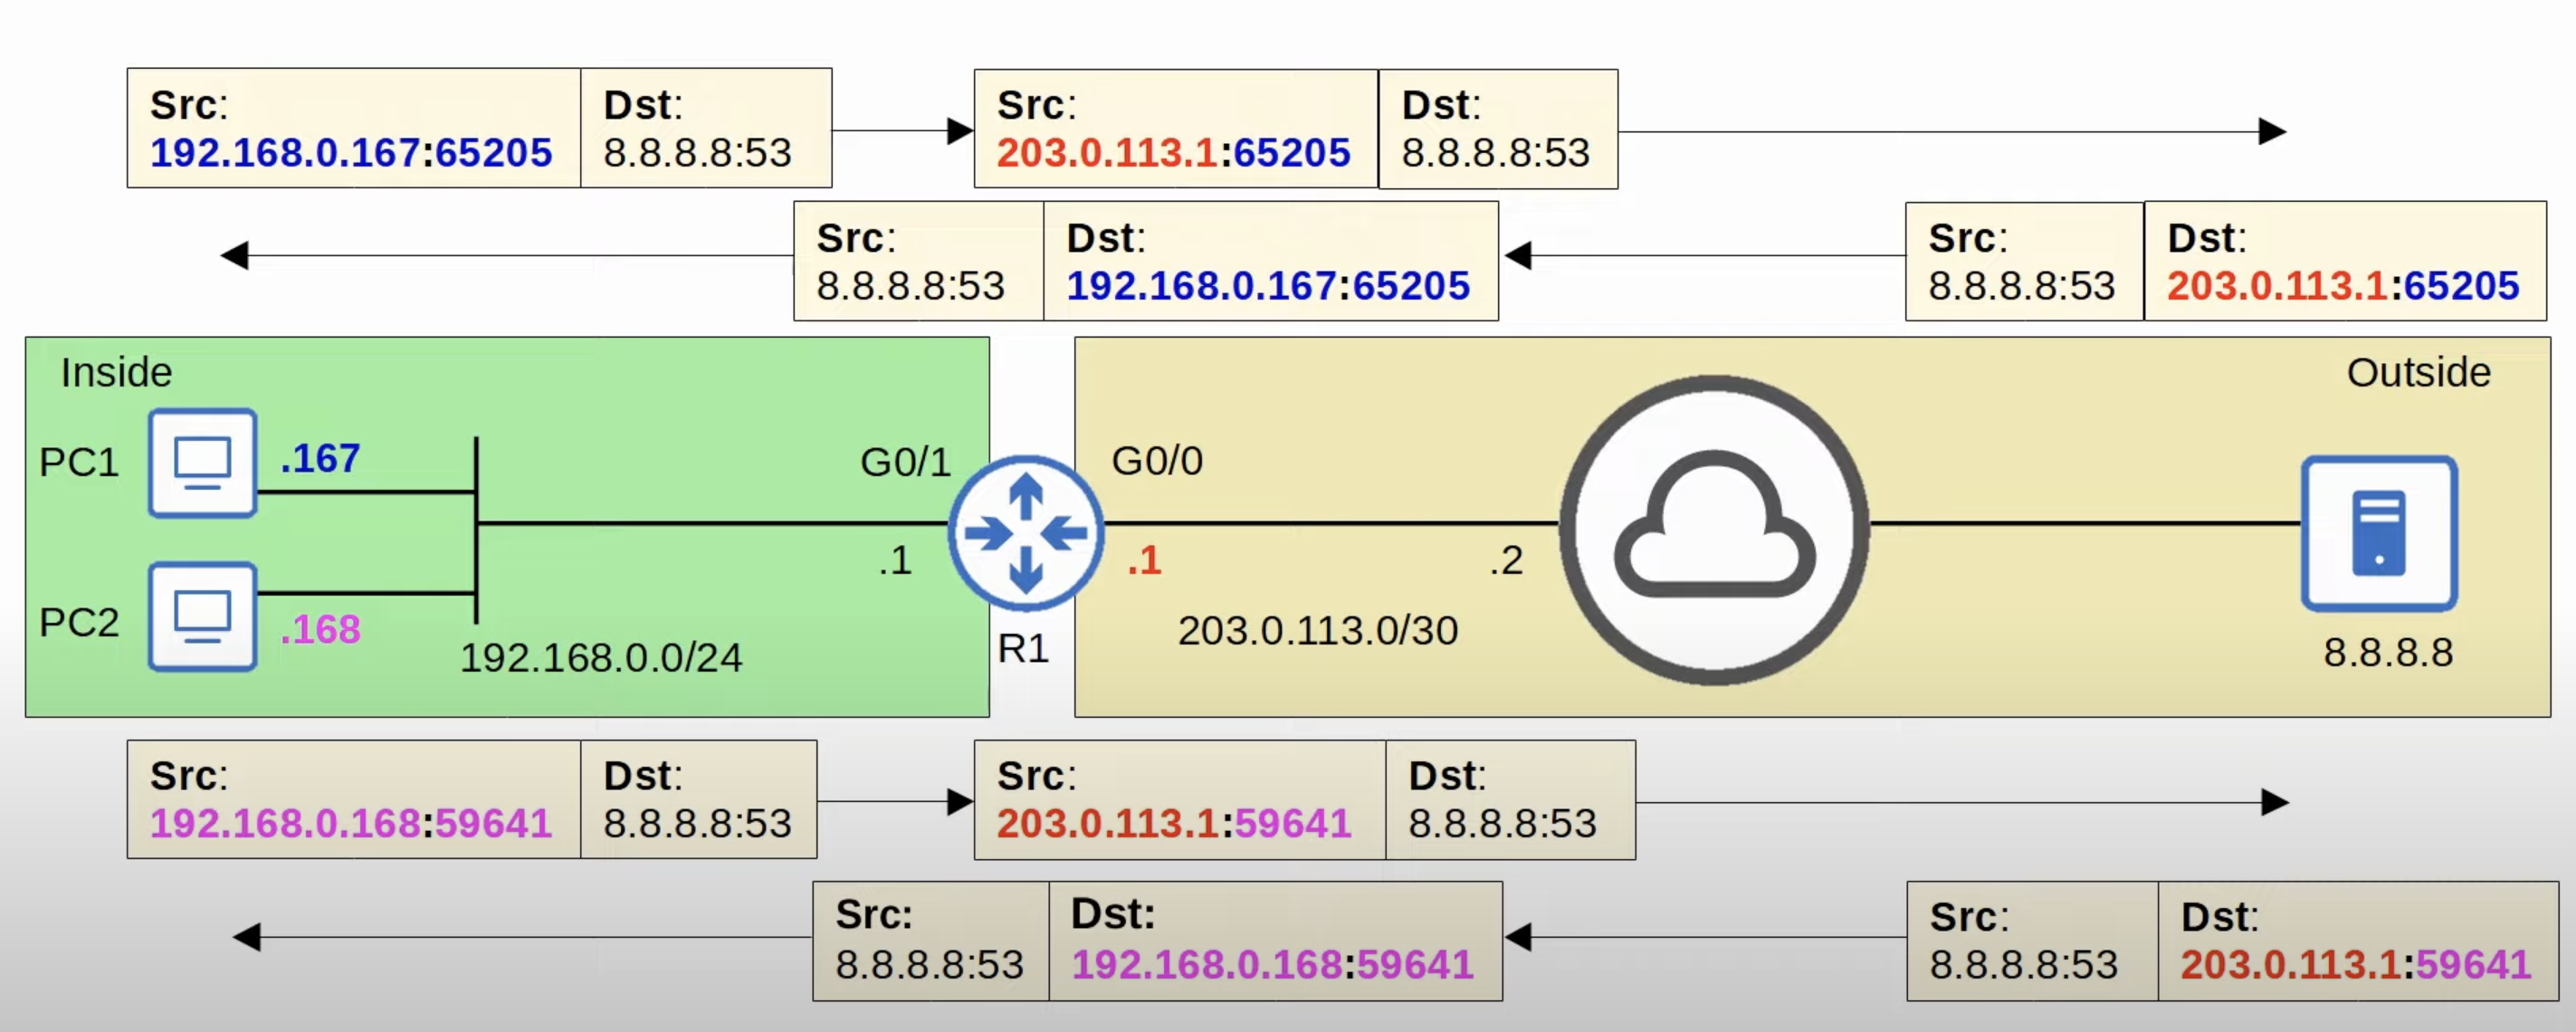 Src: Dst:
192.168.0.167:65205 8.8.8.8:53
Src: Dst:
203.0.113.1:65205 8.8.8.8:53
Src: Dst:
8.8.8.8:53 192.168.0.167:65205
Src: Dst:
8.8.8.8:53 203.0.113.1:65205
Inside
Outside
PC1
.167
G0/1
G0/0
.1
.1
.2
PC2
.168
192.168.0.0/24
R1
203.0.113.0/30
8.8.8.8
Src: Dst:
192.168.0.168:59641 8.8.8.8:53
Src: Dst:
203.0.113.1:59641 8.8.8.8:53
Src: Dst:
8.8.8.8:53 192.168.0.168:59641
Src: Dst:
8.8.8.8:53 203.0.113.1:59641